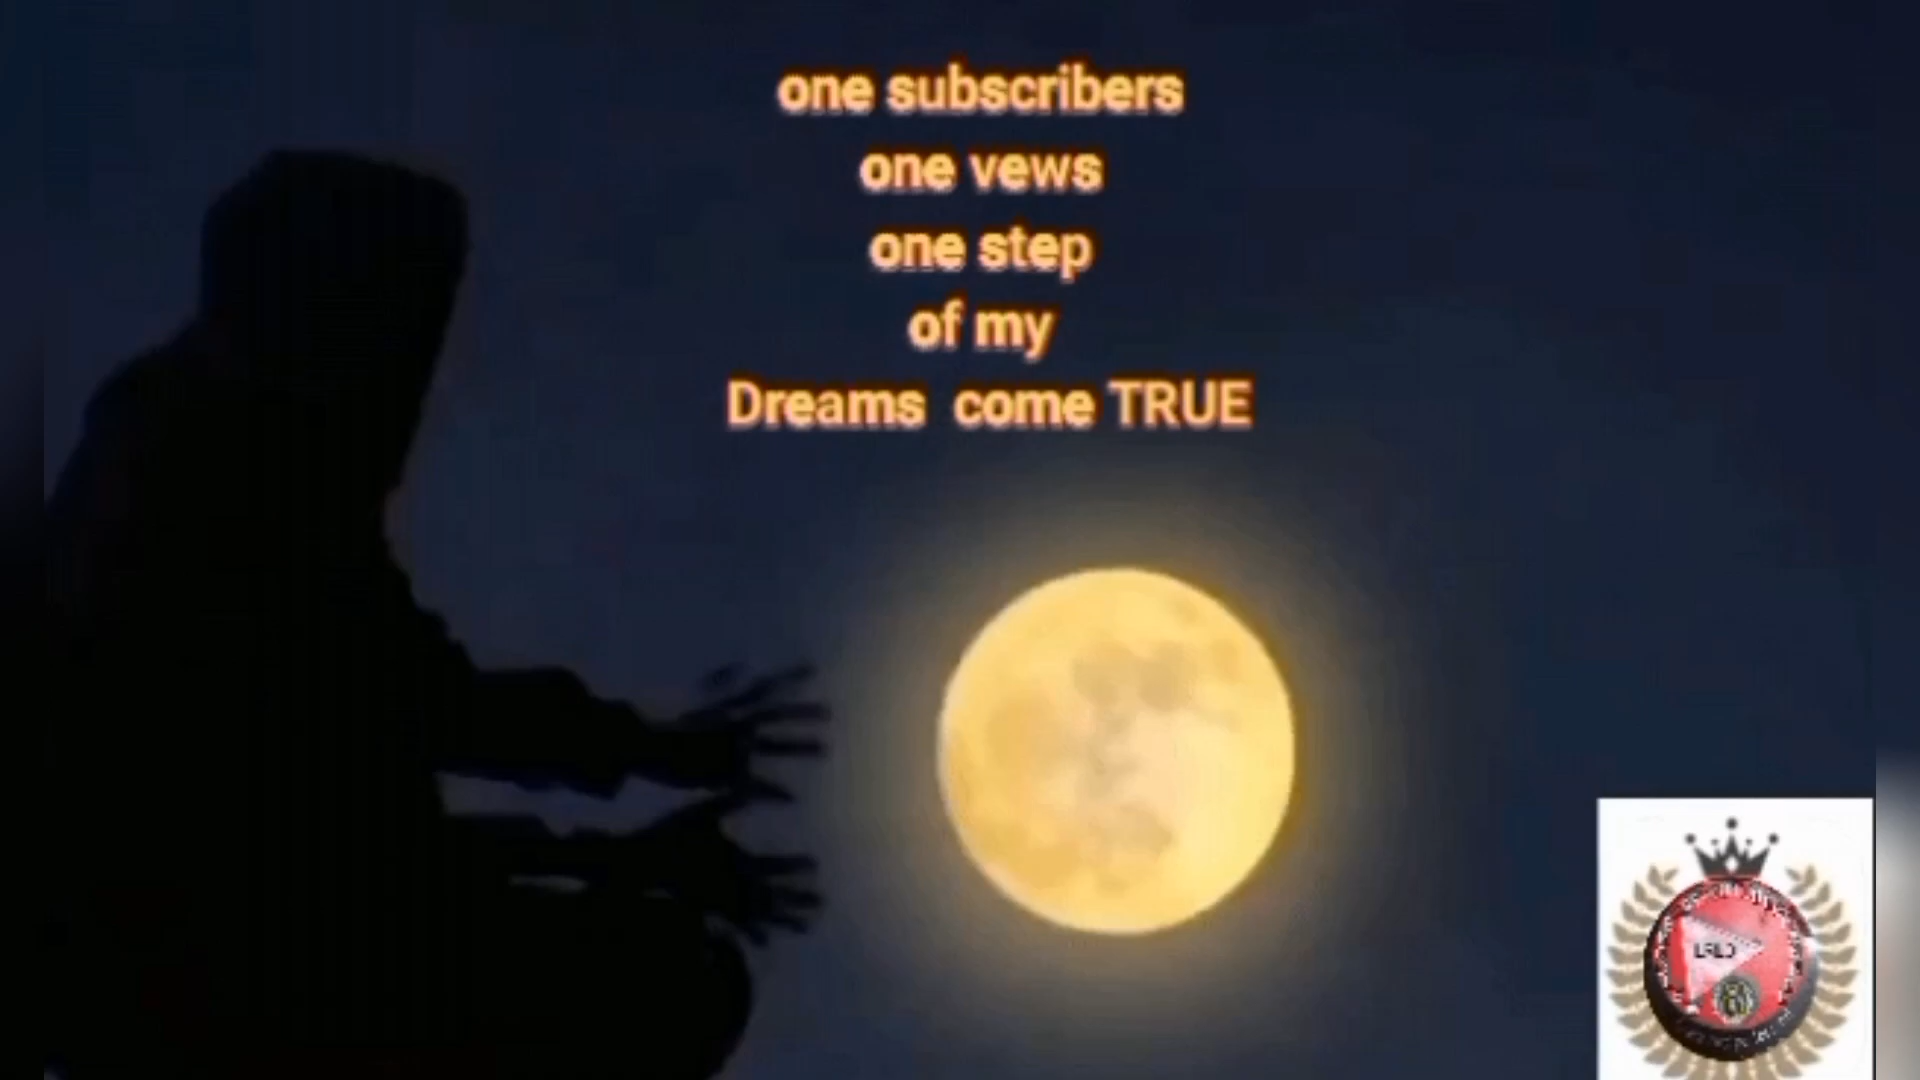 one subscribers
one vews
one step
of my
Dreams  come TRUE